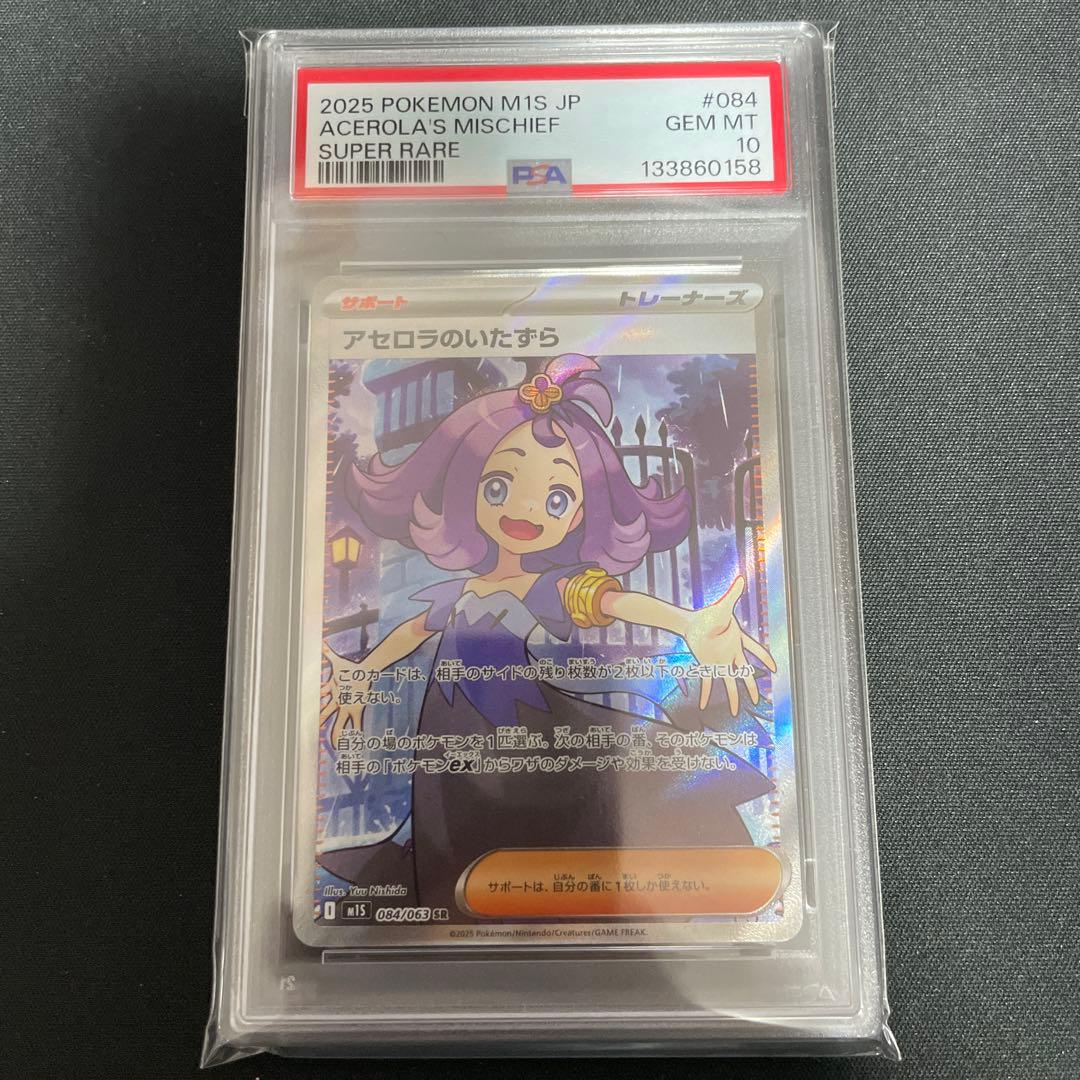 2025 POKEMON M1S JP #084
ACEROLA'S MISCHIEF GEM MT
SUPER RARE 10
PSA 133860158
サポート トレーナーズ
アセロラのいたずら
このカードは、相手のサイドの残り枚数が2枚以下のときにしか
使えない。
自分の場のポケモンを1匹選ぶ。次の相手の番、そのポケモンは
相手の「ポケモンex」からワザのダメージや効果を受けない。
サポートは、自分の番に1枚しか使えない。
Illus. Yuu Nishida
I M1S 084/063 SR
©2025 Pokémon/Nintendo/Creatures/GAME FREAK.